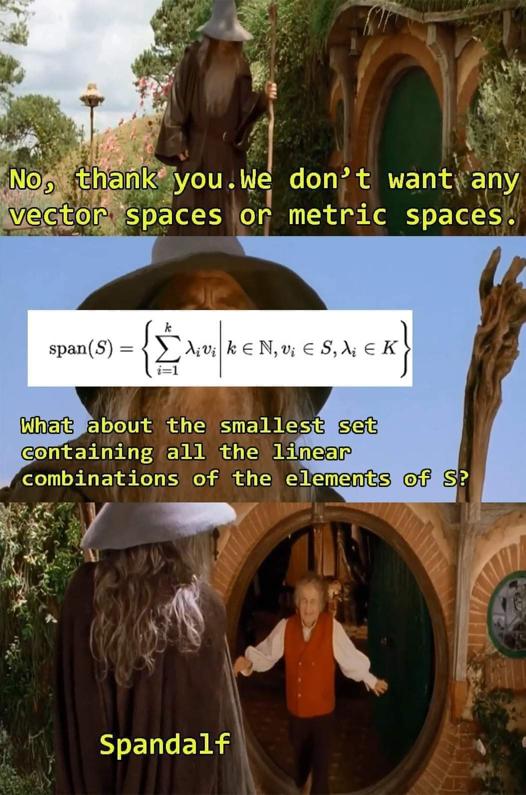 No, thank you.We don't want any
vector spaces or metric spaces.
span(S) = { ∑_{i=1}^{k} λ_i v_i | k ∈ ℕ, v_i ∈ S, λ_i ∈ K }
What about the smallest set
containing all the linear
combinations of the elements of S?
Spandalf